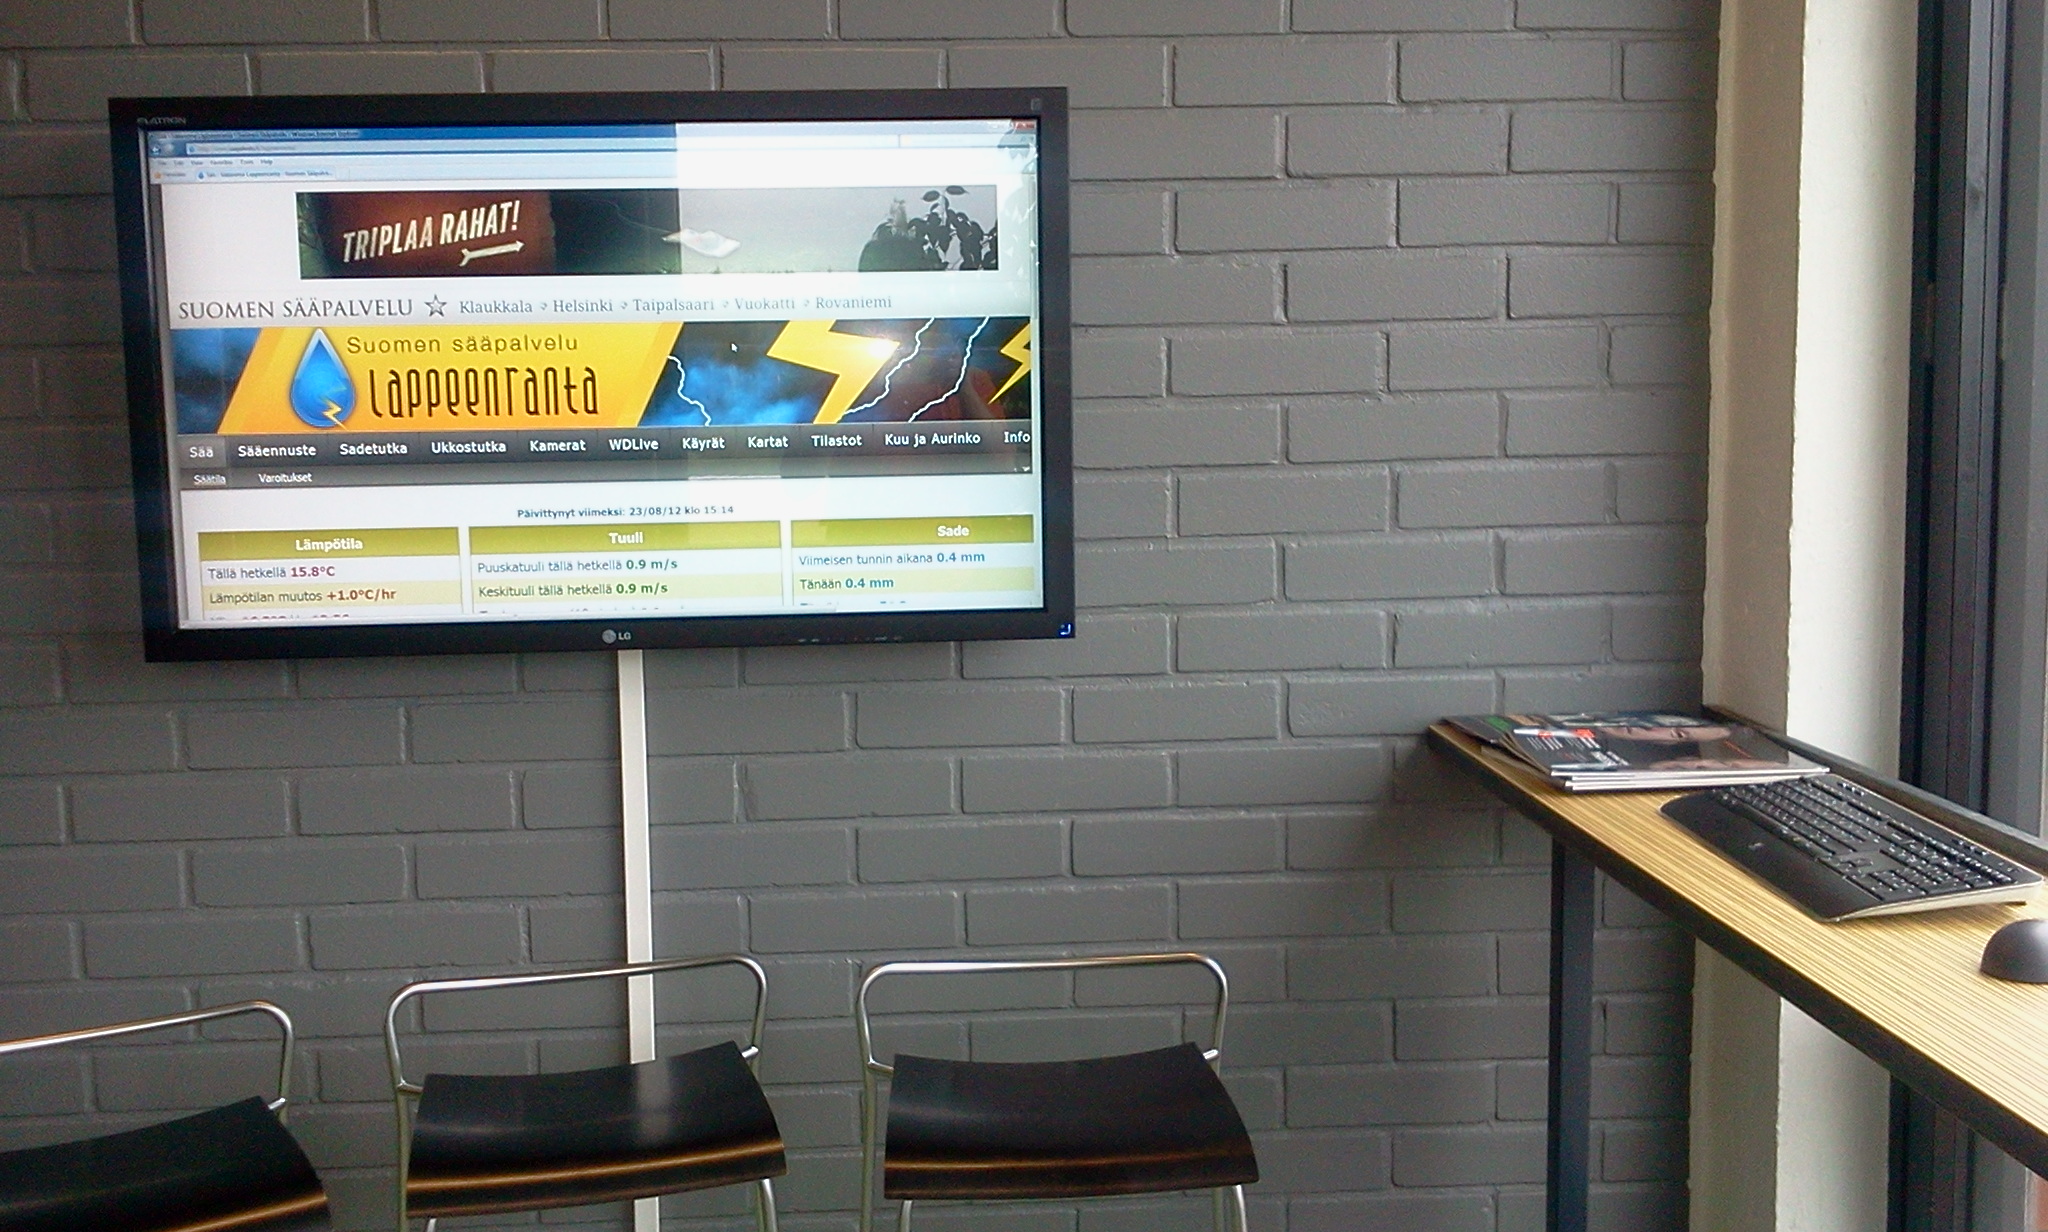 FLATRON
TRIPLAA RAHAT!
SUOMEN SÄÄPALVELU Klaukkala Helsinki Taipalsaari Vuokatti Rovaniemi
Suomen sääpalvelu
Lappeenranta
Sää Sääennuste Sadetutka Ukkostutka Kamerat WDLive Käyrät Kartat Tilastot Kuu ja Aurinko Info
Säätila Varoitukset
Päivittynyt viimeksi: 23/08/12 klo 15:14
Lämpötila
Tällä hetkellä 15.8°C
Lämpötilan muutos +1.0°C/hr
Tuuli
Puuskatuuli tällä hetkellä 0.9 m/s
Keskituuli tällä hetkellä 0.9 m/s
Sade
Viimeisen tunnin aikana 0.4 mm
Tänään 0.4 mm
LG